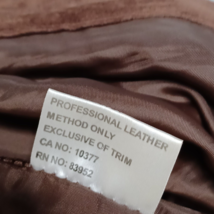 PROFESSIONAL LEATHER
METHOD ONLY
EXCLUSIVE OF TRIM
CA NO: 10377
RN NO: 83952